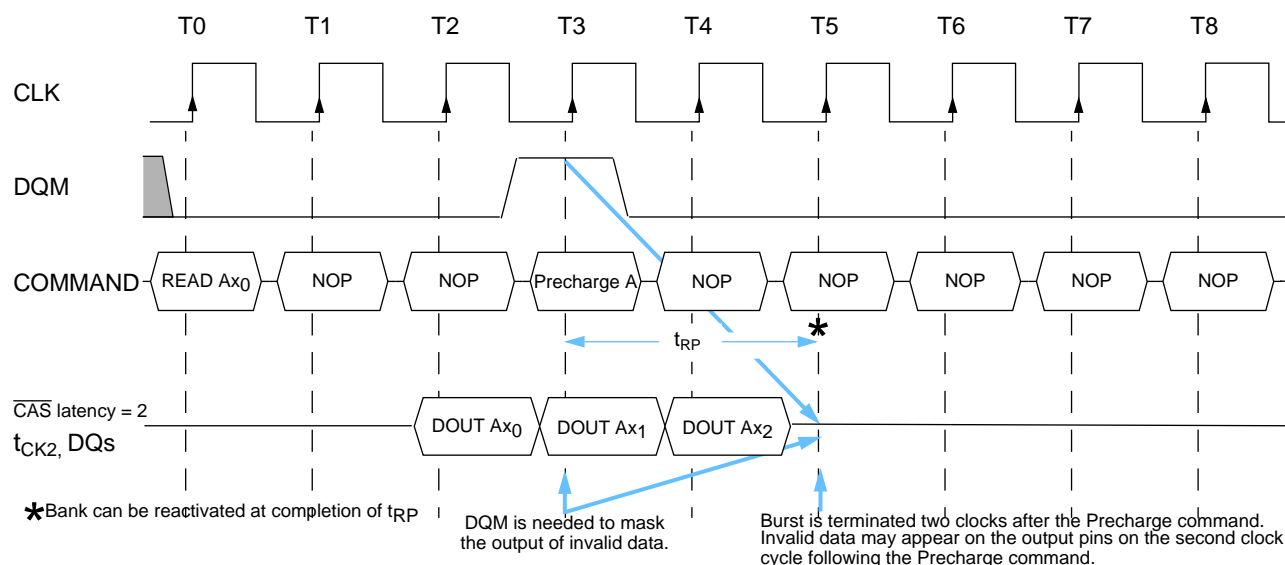 T0 T1 T2 T3 T4 T5 T6 T7 T8
CLK
DQM
COMMAND READ Ax0 NOP NOP Precharge A NOP NOP NOP NOP NOP
*
tRP
CAS latency = 2
tCK2, DQs
DOUT Ax0 DOUT Ax1 DOUT Ax2
*Bank can be reactivated at completion of tRP
DQM is needed to mask
the output of invalid data.
Burst is terminated two clocks after the Precharge command.
Invalid data may appear on the output pins on the second clock
cycle following the Precharge command.